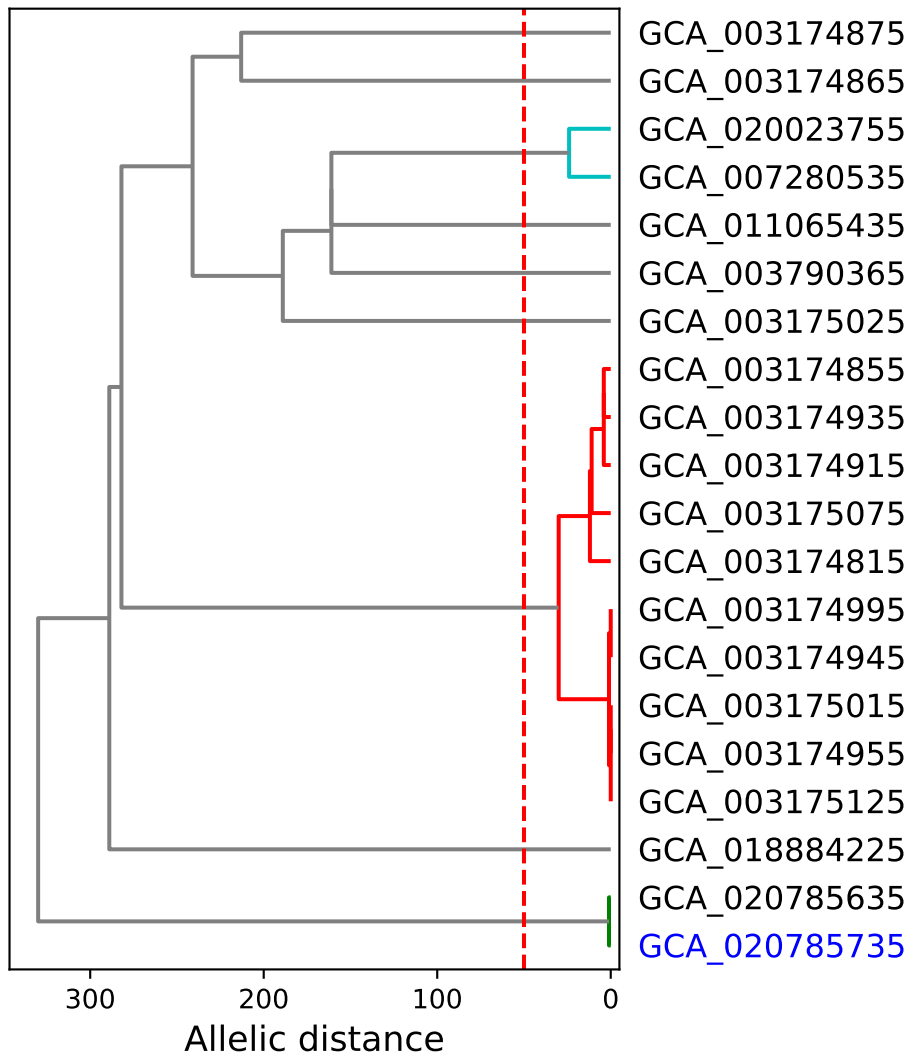 GCA_003174875
GCA_003174865
GCA_020023755
GCA_007280535
GCA_011065435
GCA_003790365
GCA_003175025
GCA_003174855
GCA_003174935
GCA_003174915
GCA_003175075
GCA_003174815
GCA_003174995
GCA_003174945
GCA_003175015
GCA_003174955
GCA_003175125
GCA_018884225
GCA_020785635
GCA_020785735
300 200 100 0
Allelic distance